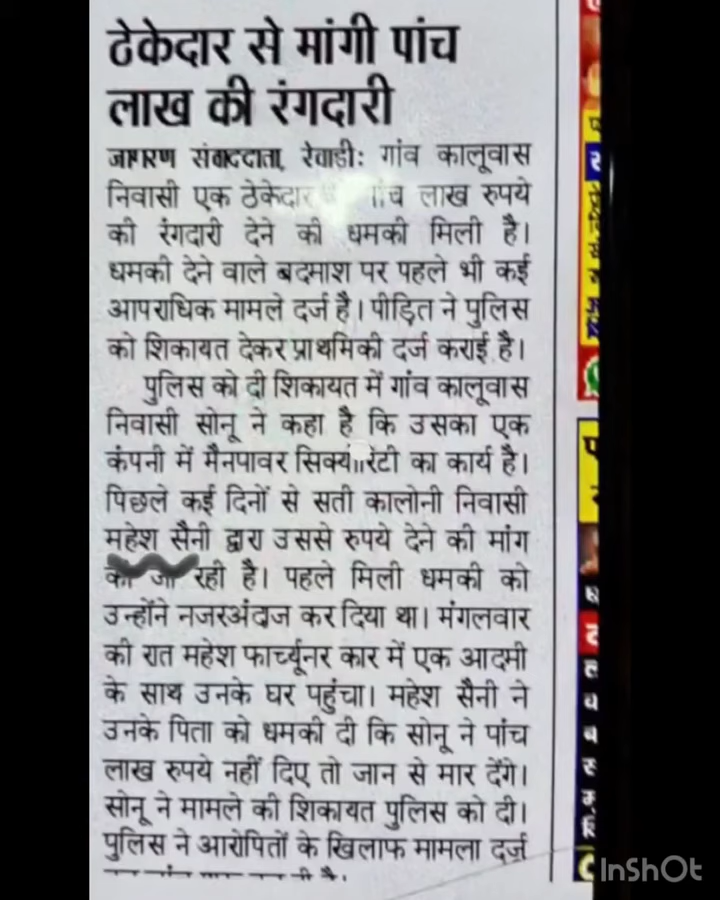 ठेकेदार से मांगी पांच
लाख की रंगदारी
जागरण संवाददाता, रेवाड़ी: गांव कालूवास
निवासी एक ठेकेदार पांच लाख रुपये
की रंगदारी देने की धमकी मिली है।
धमकी देने वाले बदमाश पर पहले भी कई
आपराधिक मामले दर्ज है। पीड़ित ने पुलिस
को शिकायत देकर प्राथमिकी दर्ज कराई है।
पुलिस को दी शिकायत में गांव कालूवास
निवासी सोनू ने कहा है कि उसका एक
कंपनी में मैनपावर सिक्योरिटी का कार्य है।
पिछले कई दिनों से सती कालोनी निवासी
महेश सैनी द्वारा उससे रुपये देने की मांग
की जा रही है। पहले मिली धमकी को
उन्होंने नजरअंदाज कर दिया था। मंगलवार
की रात महेश फार्च्यूनर कार में एक आदमी
के साथ उनके घर पहुंचा। महेश सैनी ने
उनके पिता को धमकी दी कि सोनू ने पांच
लाख रुपये नहीं दिए तो जान से मार देंगे।
सोनू ने मामले की शिकायत पुलिस को दी।
पुलिस ने आरोपितों के खिलाफ मामला दर्ज
InShOt